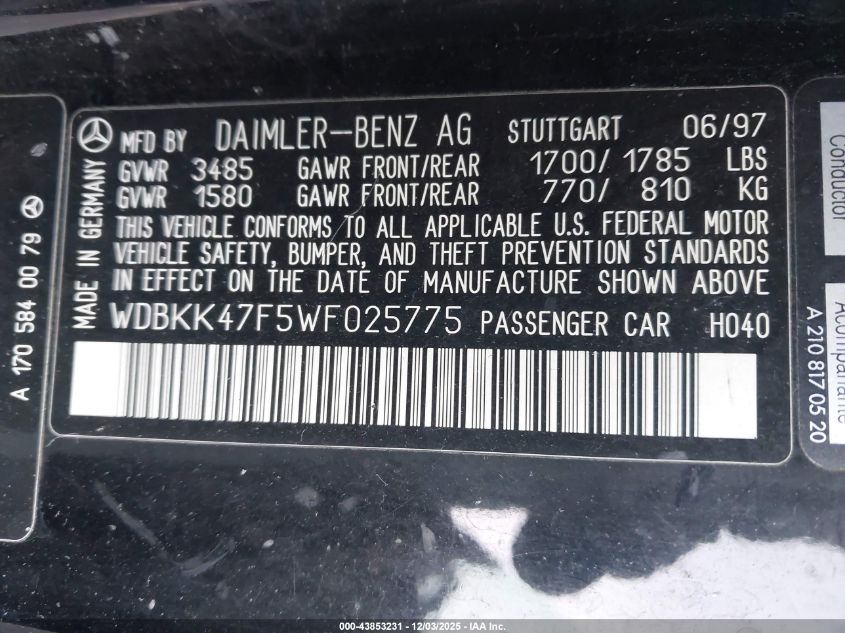 MFD BY DAIMLER-BENZ AG STUTTGART 06/97
GVWR 3485 GAWR FRONT/REAR 1700/ 1785 LBS
GVWR 1580 GAWR FRONT/REAR 770/ 810 KG
THIS VEHICLE CONFORMS TO ALL APPLICABLE U.S. FEDERAL MOTOR
VEHICLE SAFETY, BUMPER, AND THEFT PREVENTION STANDARDS
IN EFFECT ON THE DATE OF MANUFACTURE SHOWN ABOVE
WDBKK47F5WF025775 PASSENGER CAR H040
MADE IN GERMANY
A 170 584 00 79
Conductor
Acompañante
A 210 817 05 20
000-43853231 - 12/03/2025 - IAA Inc.